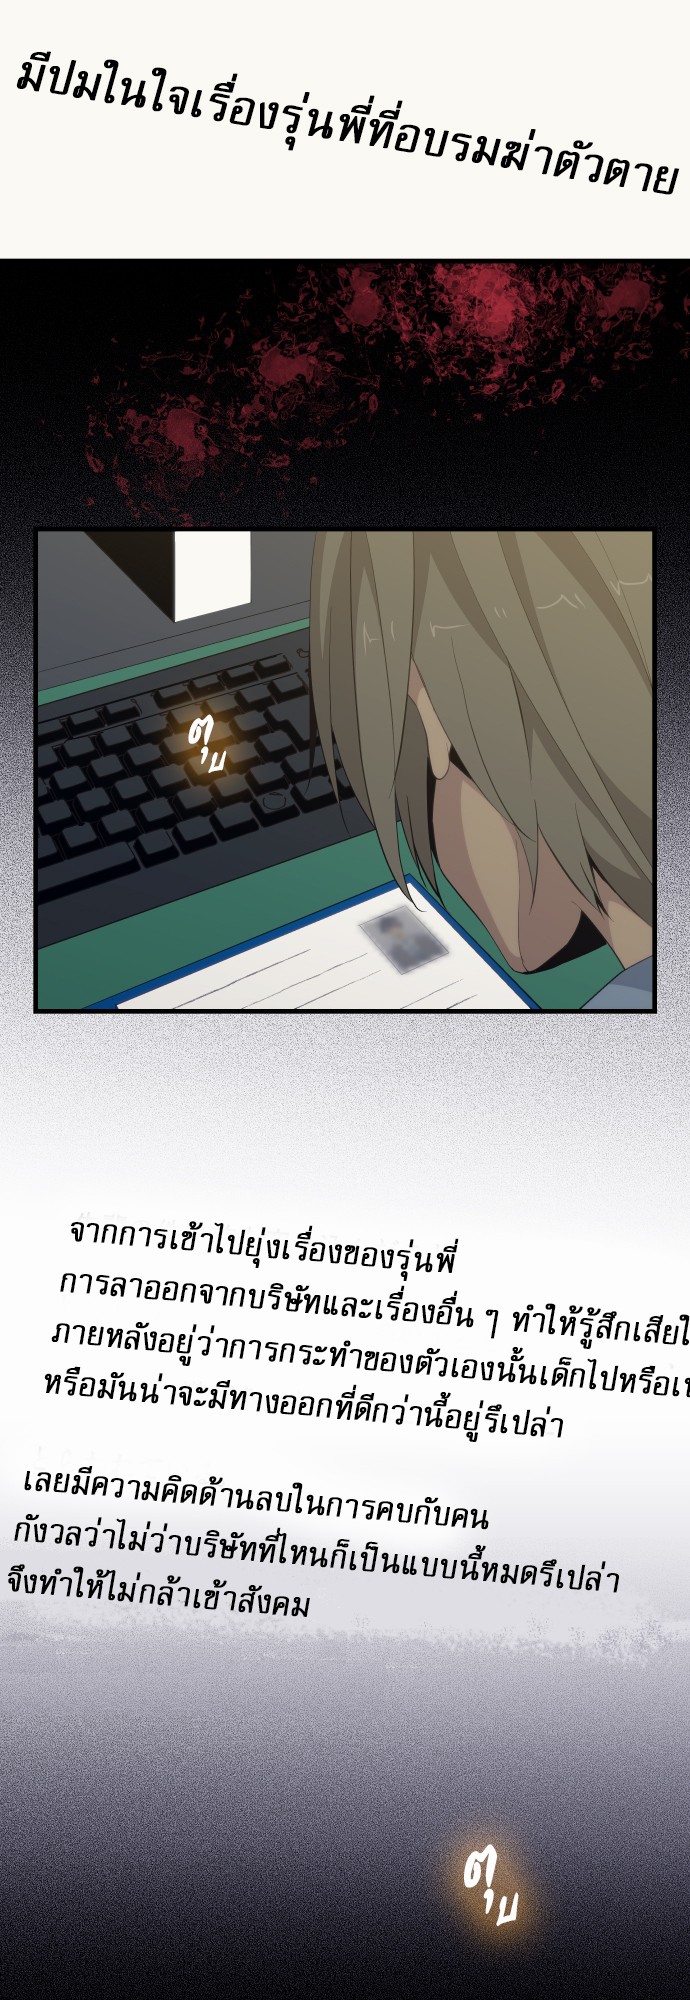 มีปมในใจเรื่องรุ่นพี่ที่อบรมฆ่าตัวตาย
ตุบ
จากการเข้าไปยุ่งเรื่องของรุ่นพี่
การลาออกจากบริษัทและเรื่องอื่น ๆ ทำให้รู้สึกเสียใ
ภายหลังอยู่ว่าการกระทำของตัวเองนั้นเด็กไปหรือเป
หรือมันน่าจะมีทางออกที่ดีกว่านี้อยู่รึเปล่า
เลยมีความคิดด้านลบในการคบกับคน
กังวลว่าไม่ว่าบริษัทที่ไหนก็เป็นแบบนี้หมดรึเปล่า
จึงทำให้ไม่กล้าเข้าสังคม
ตุบ